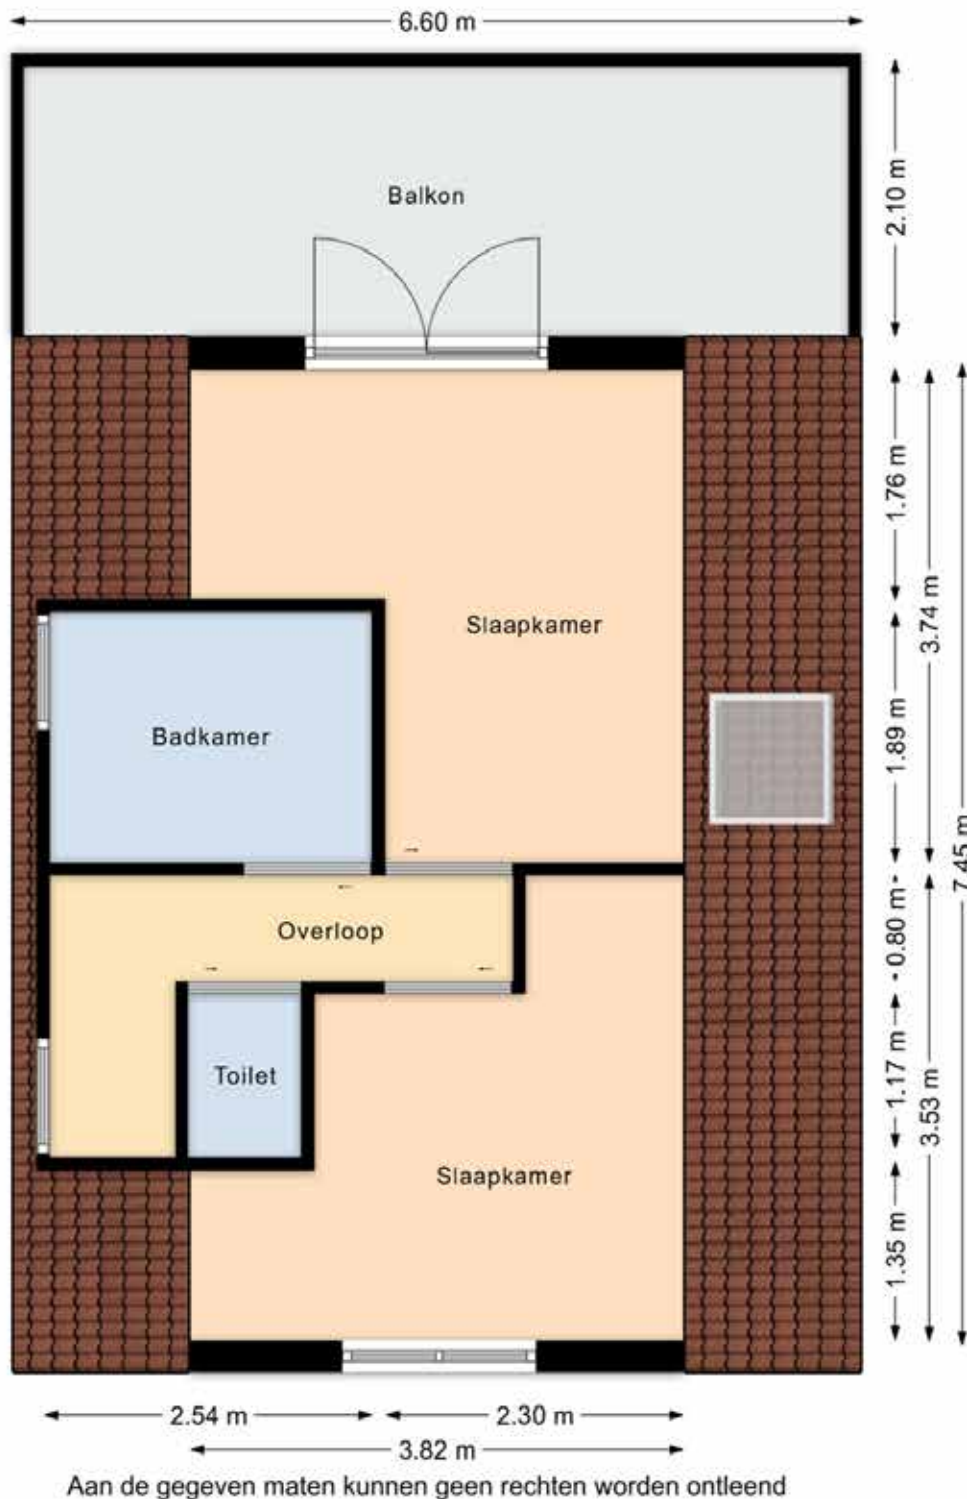 6.60 m
Balkon
2.10 m
1.76 m
3.74 m
Slaapkamer
Badkamer
1.89 m
7.45 m
Overloop
0.80 m
Toilet
1.17 m
3.53 m
Slaapkamer
1.35 m
2.54 m
2.30 m
3.82 m
Aan de gegeven maten kunnen geen rechten worden ontleend